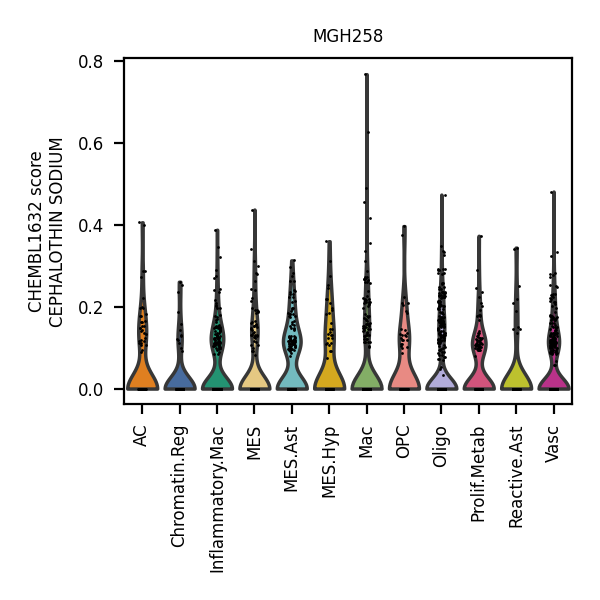 MGH258
CHEMBL1632 score
CEPHALOTHIN SODIUM
0.8
0.6
0.4
0.2
0.0
AC
Chromatin.Reg
Inflammatory.Mac
MES
MES.Ast
MES.Hyp
Mac
OPC
Oligo
Prolif.Metab
Reactive.Ast
Vasc